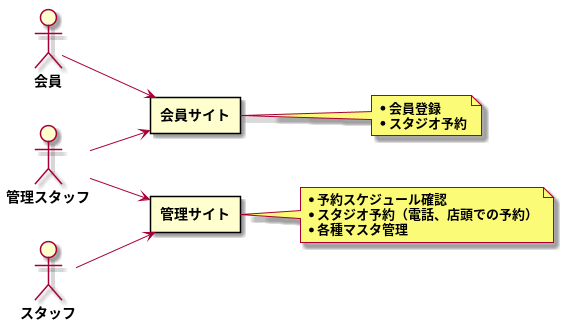 会員
管理スタッフ
スタッフ
会員サイト
• 会員登録
• スタジオ予約
管理サイト
• 予約スケジュール確認
• スタジオ予約（電話、店頭での予約）
• 各種マスタ管理